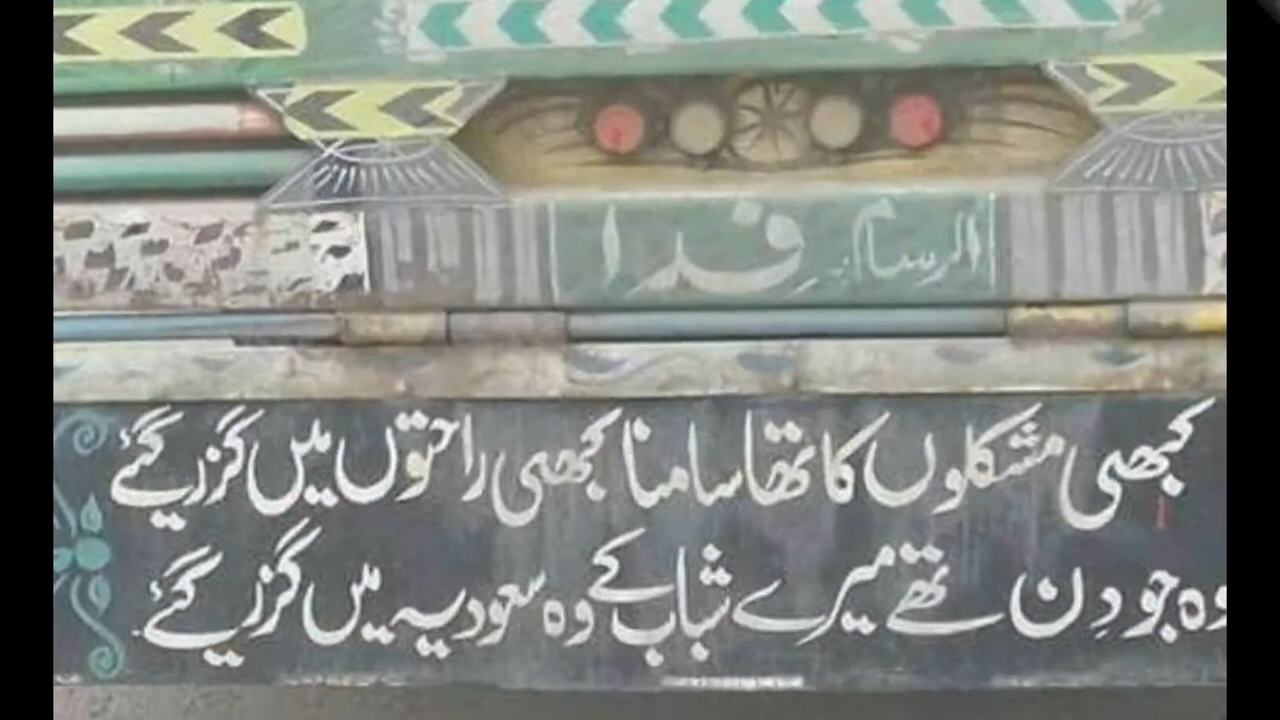 الرسام فدا
کبھی مشکلوں کا تھا سامنا کبھی راحتوں میں گزر گئے
وہ جو دن تھے میرے شباب کے وہ سعودیہ میں گزر گئے